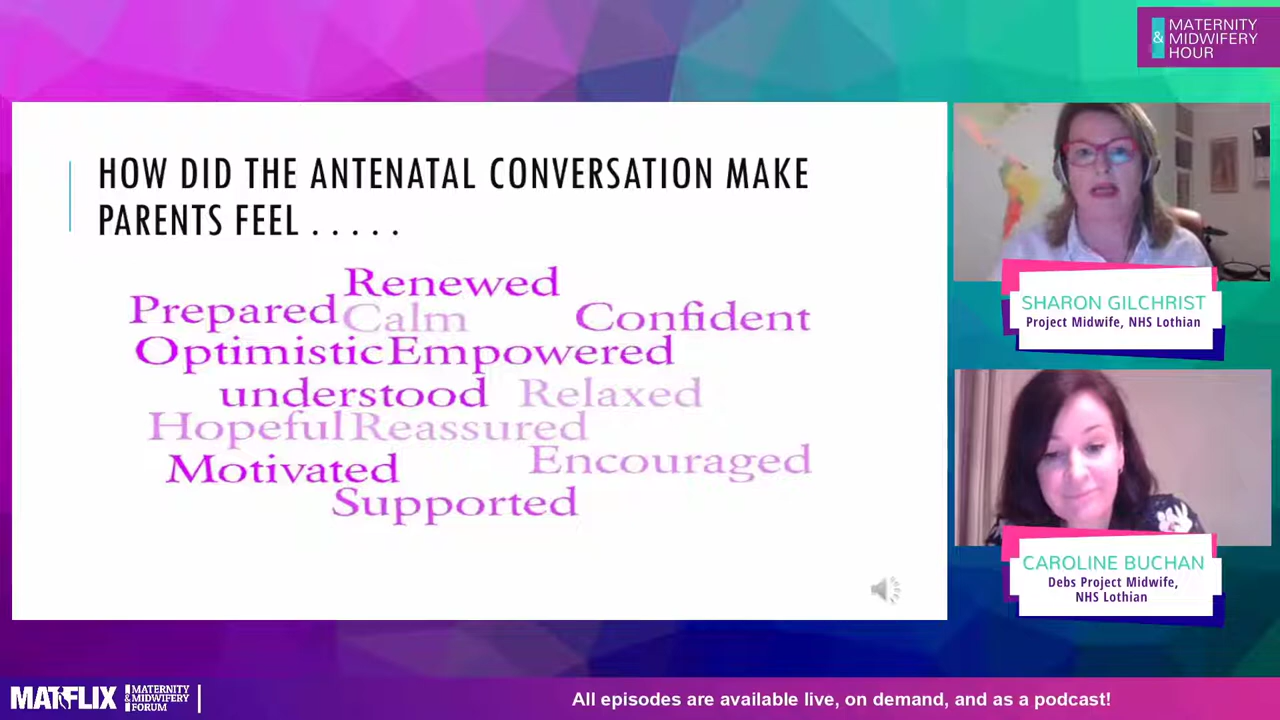 MATERNITY
& MIDWIFERY
HOUR
HOW DID THE ANTENATAL CONVERSATION MAKE
PARENTS FEEL . . . . .
Renewed
Prepared Calm Confident
Optimistic Empowered
understood Relaxed
Hopeful Reassured
Motivated Encouraged
Supported
SHARON GILCHRIST
Project Midwife, NHS Lothian
CAROLINE BUCHAN
Debs Project Midwife,
NHS Lothian
MATFLIX
MATERNITY
& MIDWIFERY
FORUM
All episodes are available live, on demand, and as a podcast!